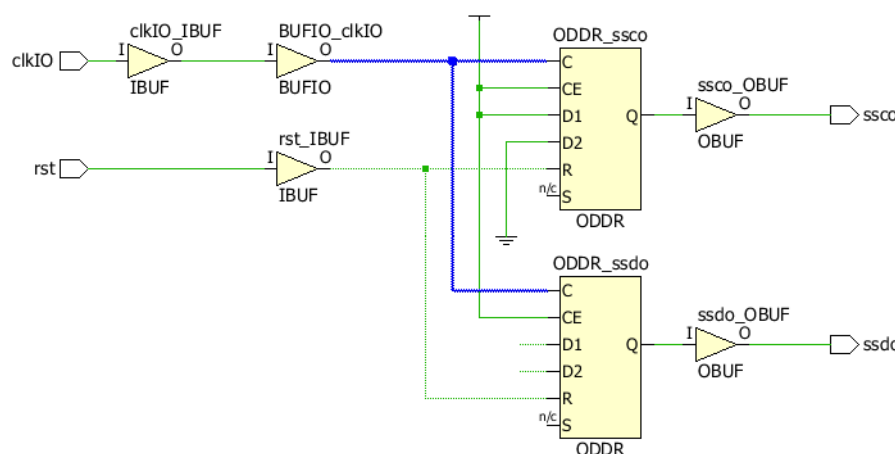 clkIO
I
clkIO_IBUF
O
IBUF
I
BUFIO_clkIO
O
BUFIO
ODDR_ssco
C
CE
D1
D2
R
n/c
S
Q
ODDR
I
ssco_OBUF
O
OBUF
ssco
rst
I
rst_IBUF
O
IBUF
ODDR_ssdo
C
CE
D1
D2
R
n/c
S
Q
ODDR
I
ssdo_OBUF
O
OBUF
ssdo